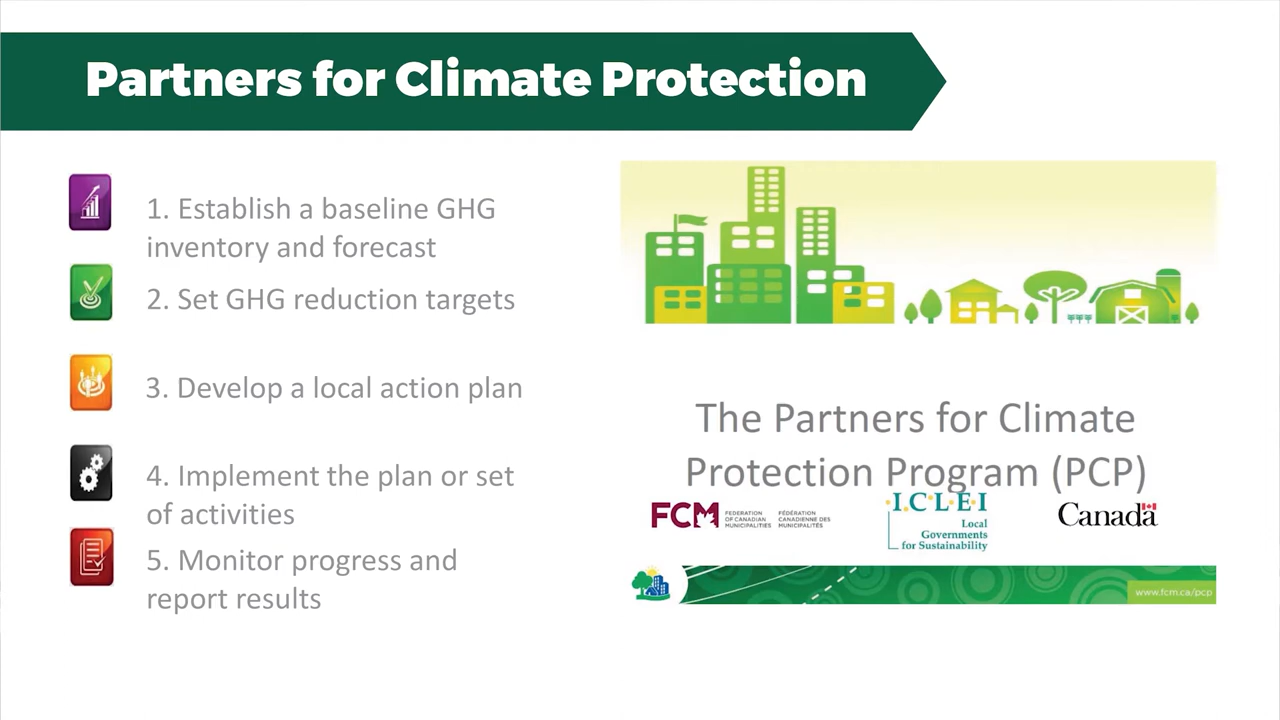 Partners for Climate Protection
1. Establish a baseline GHG
inventory and forecast
2. Set GHG reduction targets
3. Develop a local action plan
4. Implement the plan or set
of activities
5. Monitor progress and
report results
The Partners for Climate
Protection Program (PCP)
FCM
FEDERATION
OF CANADIAN
MUNICIPALITIES
FÉDÉRATION
CANADIENNE DES
MUNICIPALITÉS
I.C.L.E.I
Local
Governments
for Sustainability
Canada
www.fcm.ca/pcp